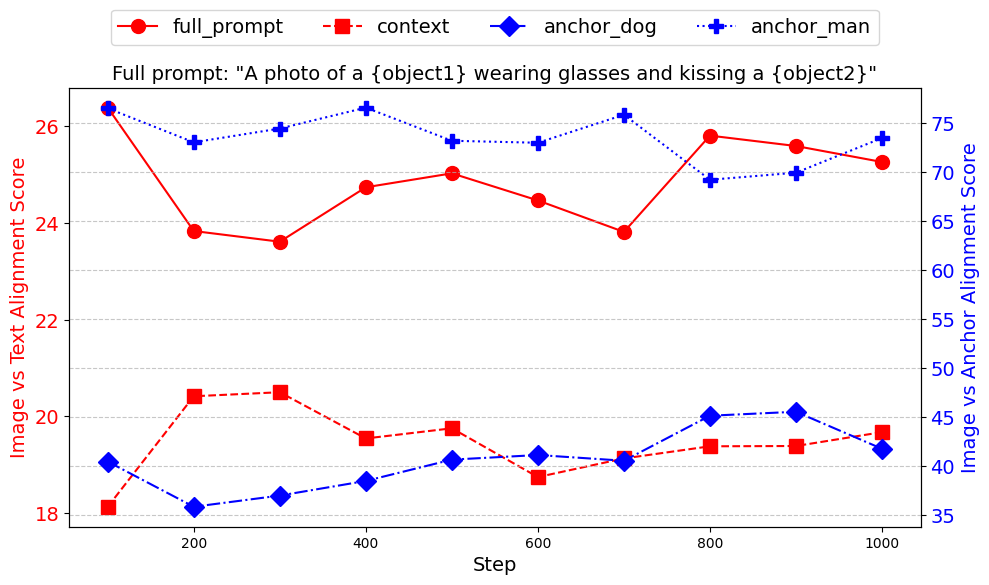 full_prompt context anchor_dog anchor_man
Full prompt: "A photo of a {object1} wearing glasses and kissing a {object2}"
Image vs Text Alignment Score
26
24
22
20
18
75
70
65
60
55
50
45
40
35
Image vs Anchor Alignment Score
200 400 600 800 1000
Step